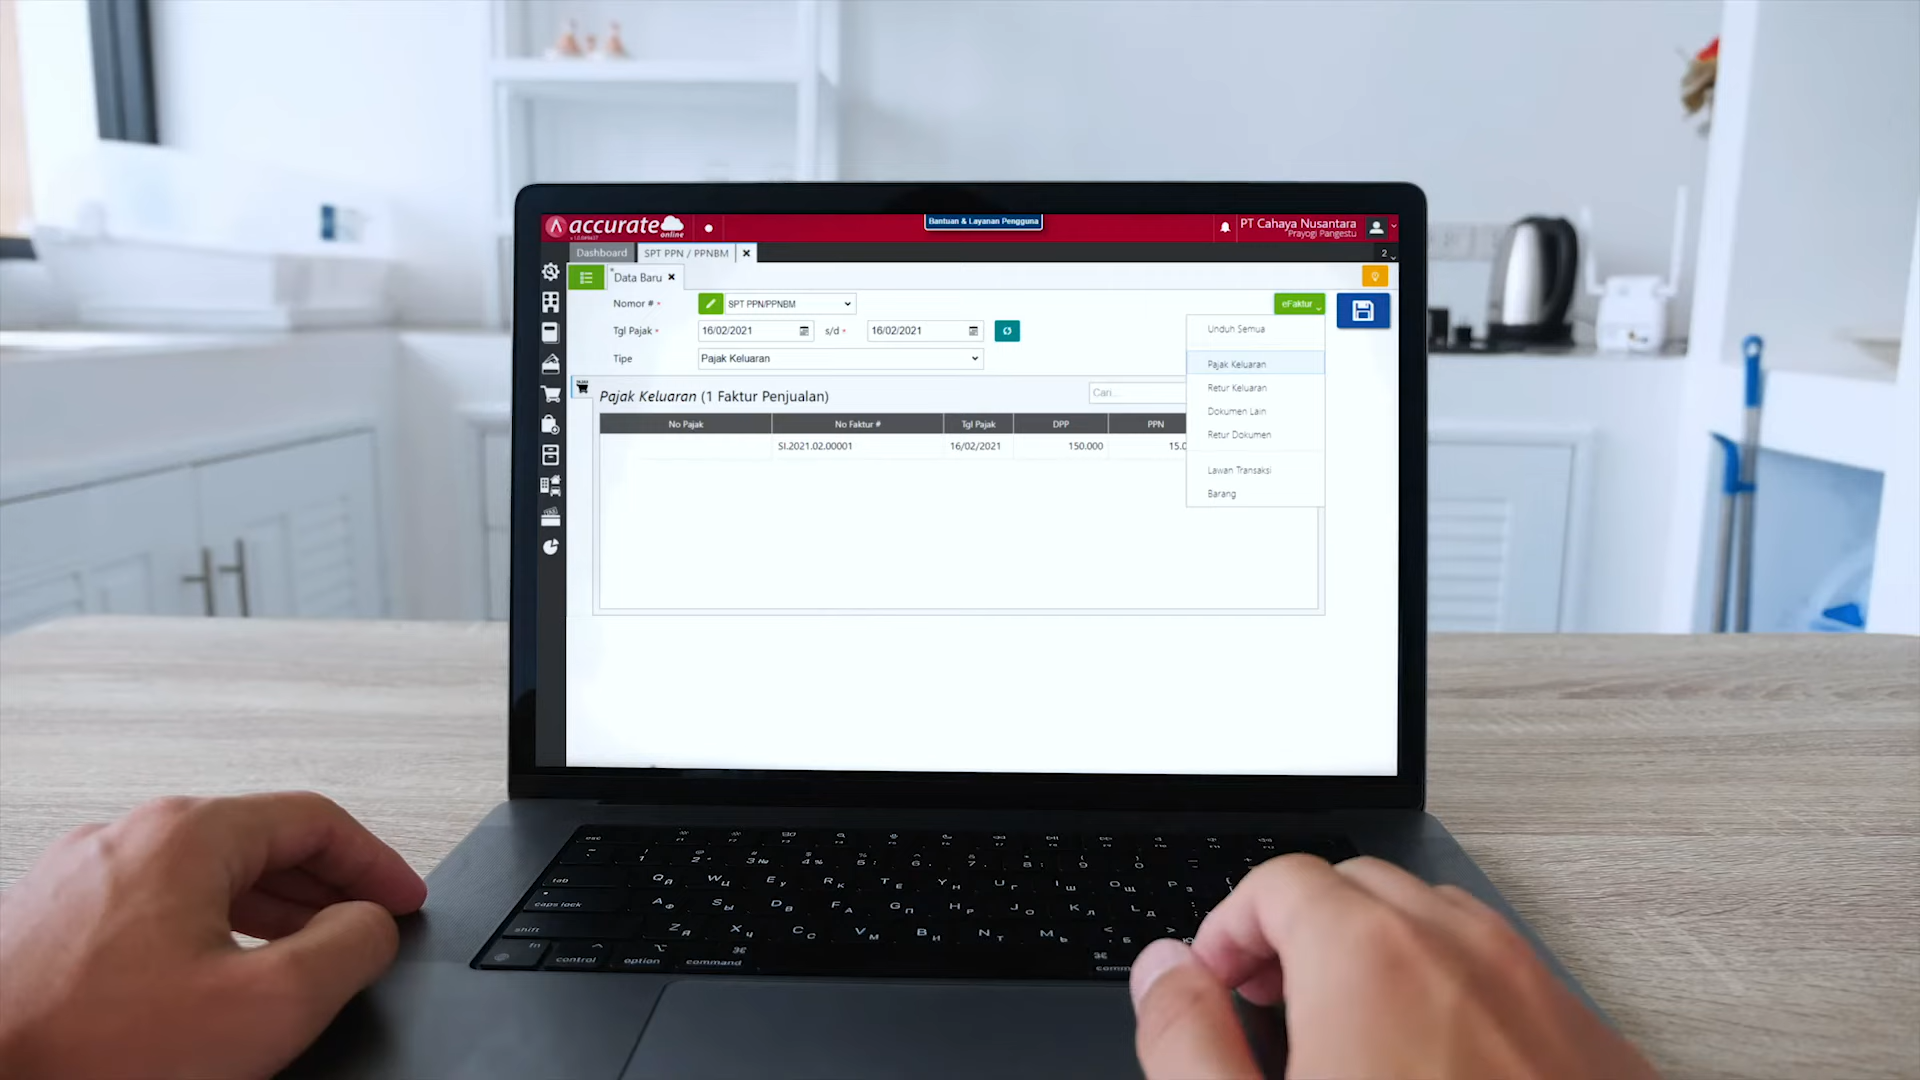 accurate
online
Bantuan & Layanan Pengguna
PT Cahaya Nusantara
Prayogi Pangestu
Dashboard
SPT PPN / PPNBM
2
Data Baru
Nomor # *
SPT PPN/PPNBM
eFaktur
Tgl Pajak *
16/02/2021
s/d *
16/02/2021
Tipe
Pajak Keluaran
Unduh Semua
Pajak Keluaran
Retur Keluaran
Dokumen Lain
Retur Dokumen
Lawan Transaksi
Barang
Pajak Keluaran (1 Faktur Penjualan)
Cari...
No Pajak No Faktur # Tgl Pajak DPP PPN
SI.2021.02.00001 16/02/2021 150.000 15.0
esc
tab
caps lock
shift
fn
control option command